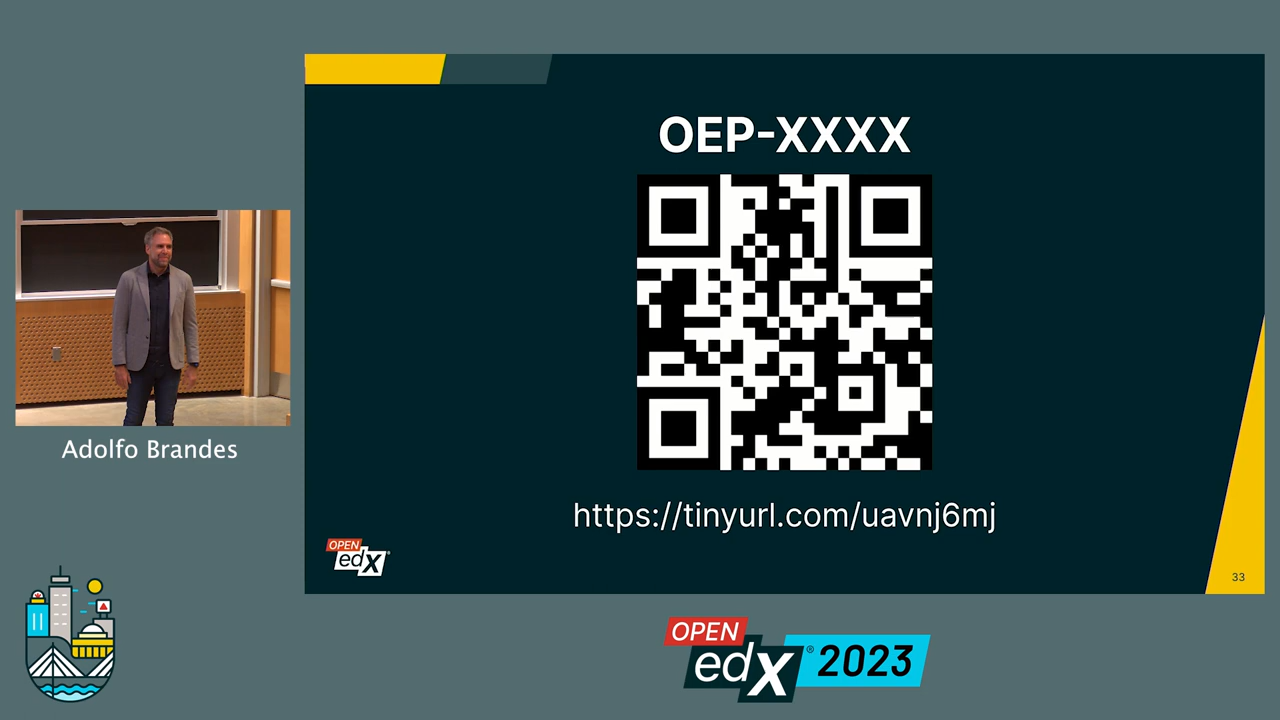 OEP-XXXX
https://tinyurl.com/uavnj6mj
Adolfo Brandes
OPEN
edX®
33
OPEN
edX® 2023